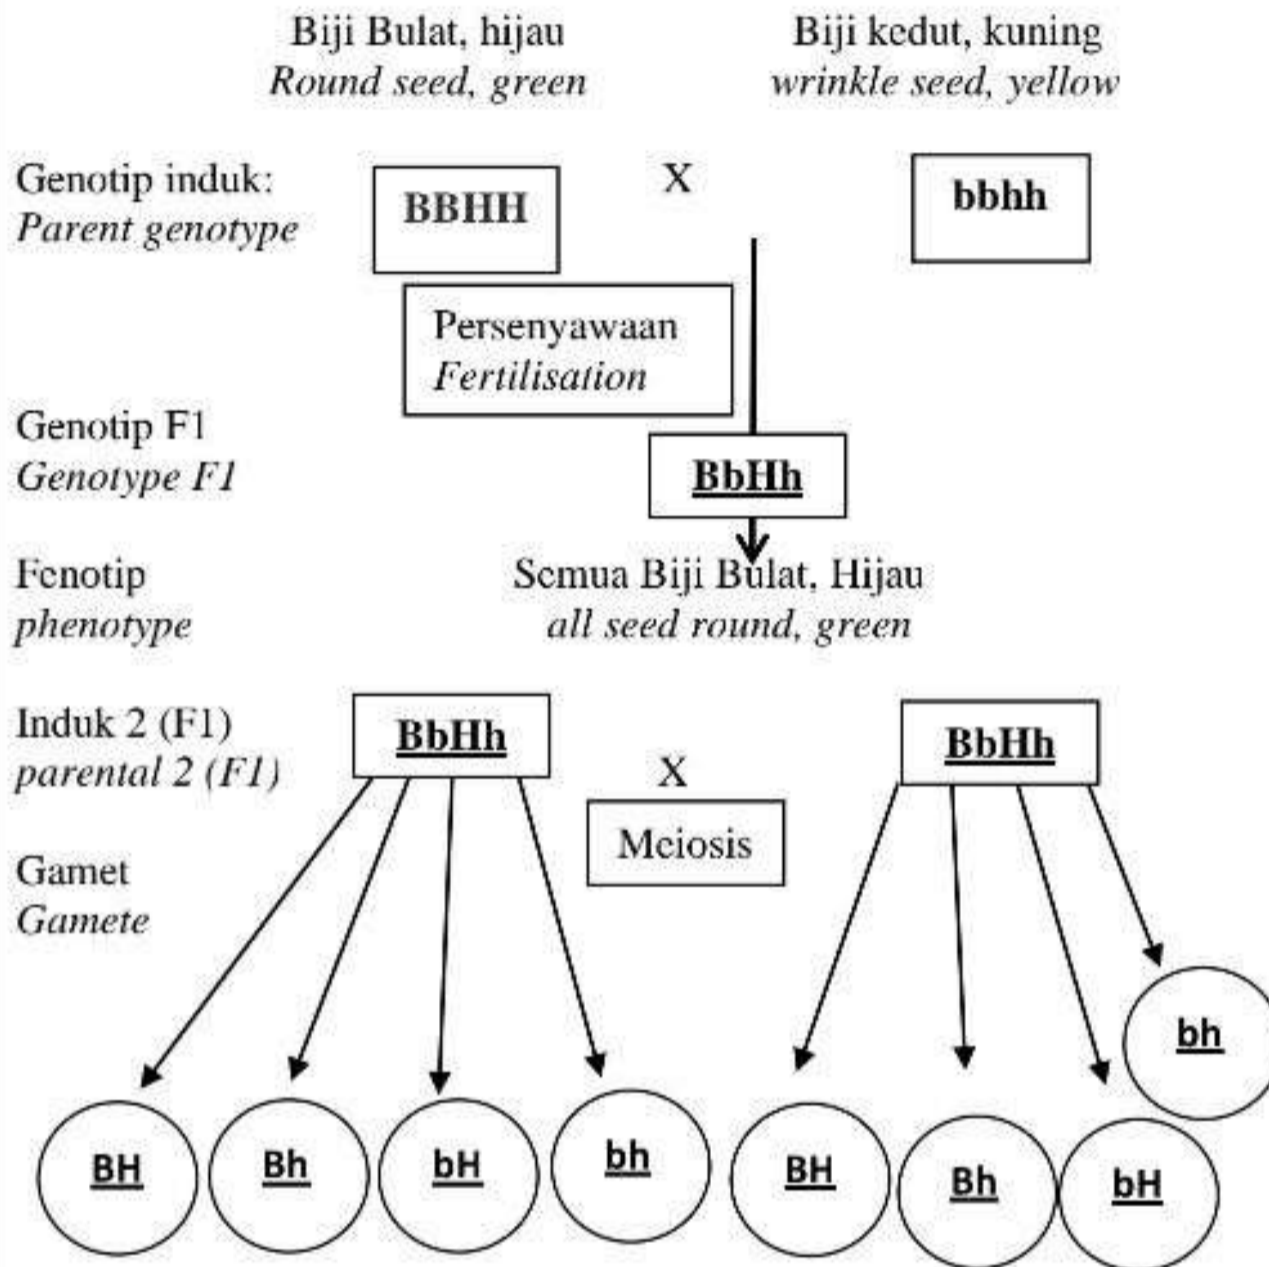 Biji Bulat, hijau
Round seed, green
Biji kedut, kuning
wrinkle seed, yellow
Genotip induk:
Parent genotype
BBHH
X
bbhh
Persenyawaan
Fertilisation
Genotip F1
Genotype F1
BbHh
Fenotip
phenotype
Semua Biji Bulat, Hijau
all seed round, green
Induk 2 (F1)
parental 2 (F1)
BbHh
X
BbHh
Meiosis
Gamet
Gamete
BH
Bh
bH
bh
BH
Bh
bH
bh